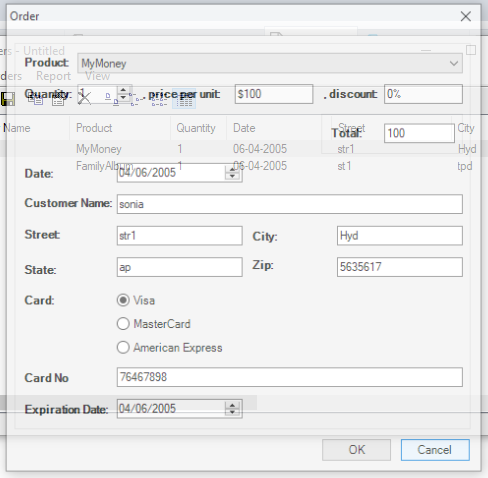 Order
ers - Untitled
Product: MyMoney
ders Report View
Quantity: 1 , price per unit: $100 , discount: 0%
Name Product Quantity Date Street City
Total: 100
MyMoney 1 06-04-2005 str1 Hyd
FamilyAlbum 1 06-04-2005 st1 tpd
Date: 04/06/2005
Customer Name: sonia
Street: str1 City: Hyd
State: ap Zip: 5635617
Card: Visa
MasterCard
American Express
Card No 76467898
Expiration Date: 04/06/2005
OK Cancel